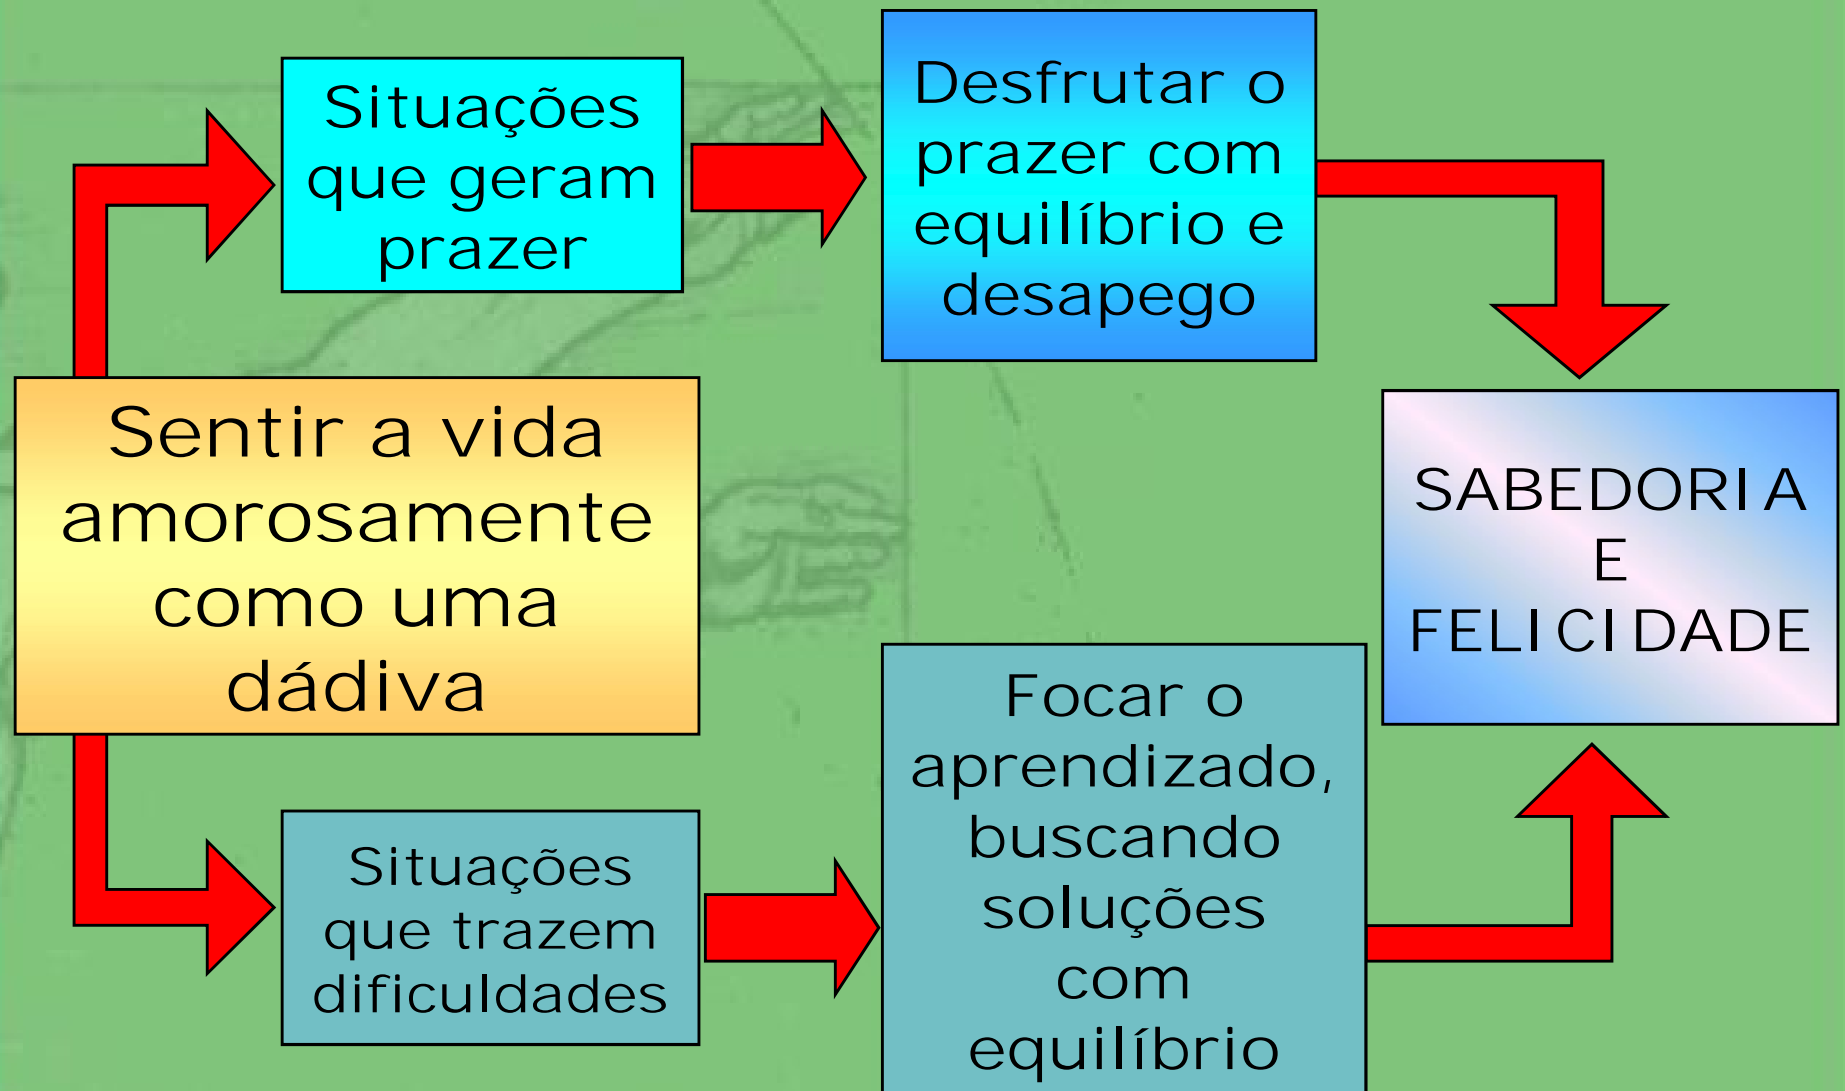 Situações
que geram
prazer
Desfrutar o
prazer com
equilíbrio e
desapego
Sentir a vida
amorosamente
como uma
dádiva
SABEDORIA
E
FELICIDADE
Situações
que trazem
dificuldades
Focar o
aprendizado,
buscando
soluções
com
equilíbrio